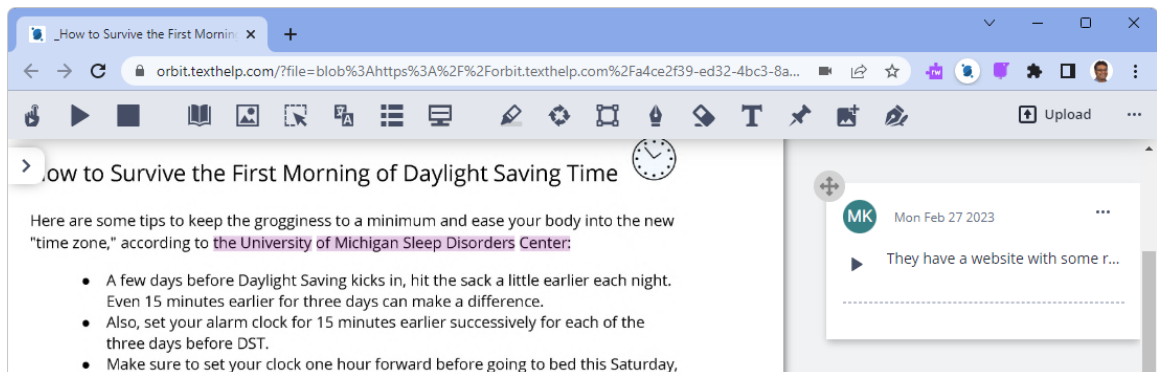 _How to Survive the First Mornin
orbit.texthelp.com/?file=blob%3Ahttps%3A%2F%2Forbit.texthelp.com%2Fa4ce2f39-ed32-4bc3-8a...
rw
T
Upload
ow to Survive the First Morning of Daylight Saving Time
Here are some tips to keep the grogginess to a minimum and ease your body into the new
"time zone," according to the University of Michigan Sleep Disorders Center:
● A few days before Daylight Saving kicks in, hit the sack a little earlier each night.
Even 15 minutes earlier for three days can make a difference.
● Also, set your alarm clock for 15 minutes earlier successively for each of the
three days before DST.
● Make sure to set your clock one hour forward before going to bed this Saturday,
MK Mon Feb 27 2023
They have a website with some r...